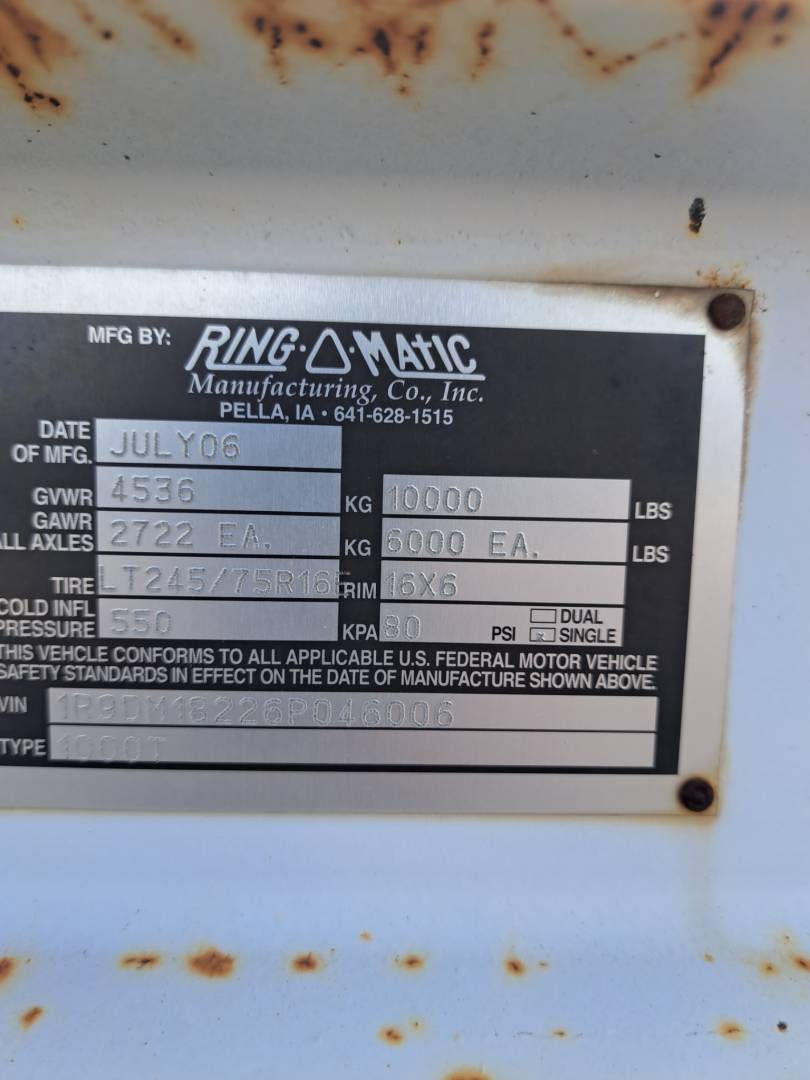 MFG BY: RING·O·MATIC
Manufacturing, Co., Inc.
PELLA, IA • 641-628-1515
DATE OF MFG. JULY06
GVWR 4536 KG 10000 LBS
GAWR ALL AXLES 2722 EA. KG 6000 EA. LBS
TIRE LT245/75R16E RIM 16X6
COLD INFL PRESSURE 550 KPA 80 PSI DUAL
SINGLE
THIS VEHCLE CONFORMS TO ALL APPLICABLE U.S. FEDERAL MOTOR VEHICLE
SAFETY STANDARDS IN EFFECT ON THE DATE OF MANUFACTURE SHOWN ABOVE.
VIN 1R9DM18226P046006
TYPE 1000T